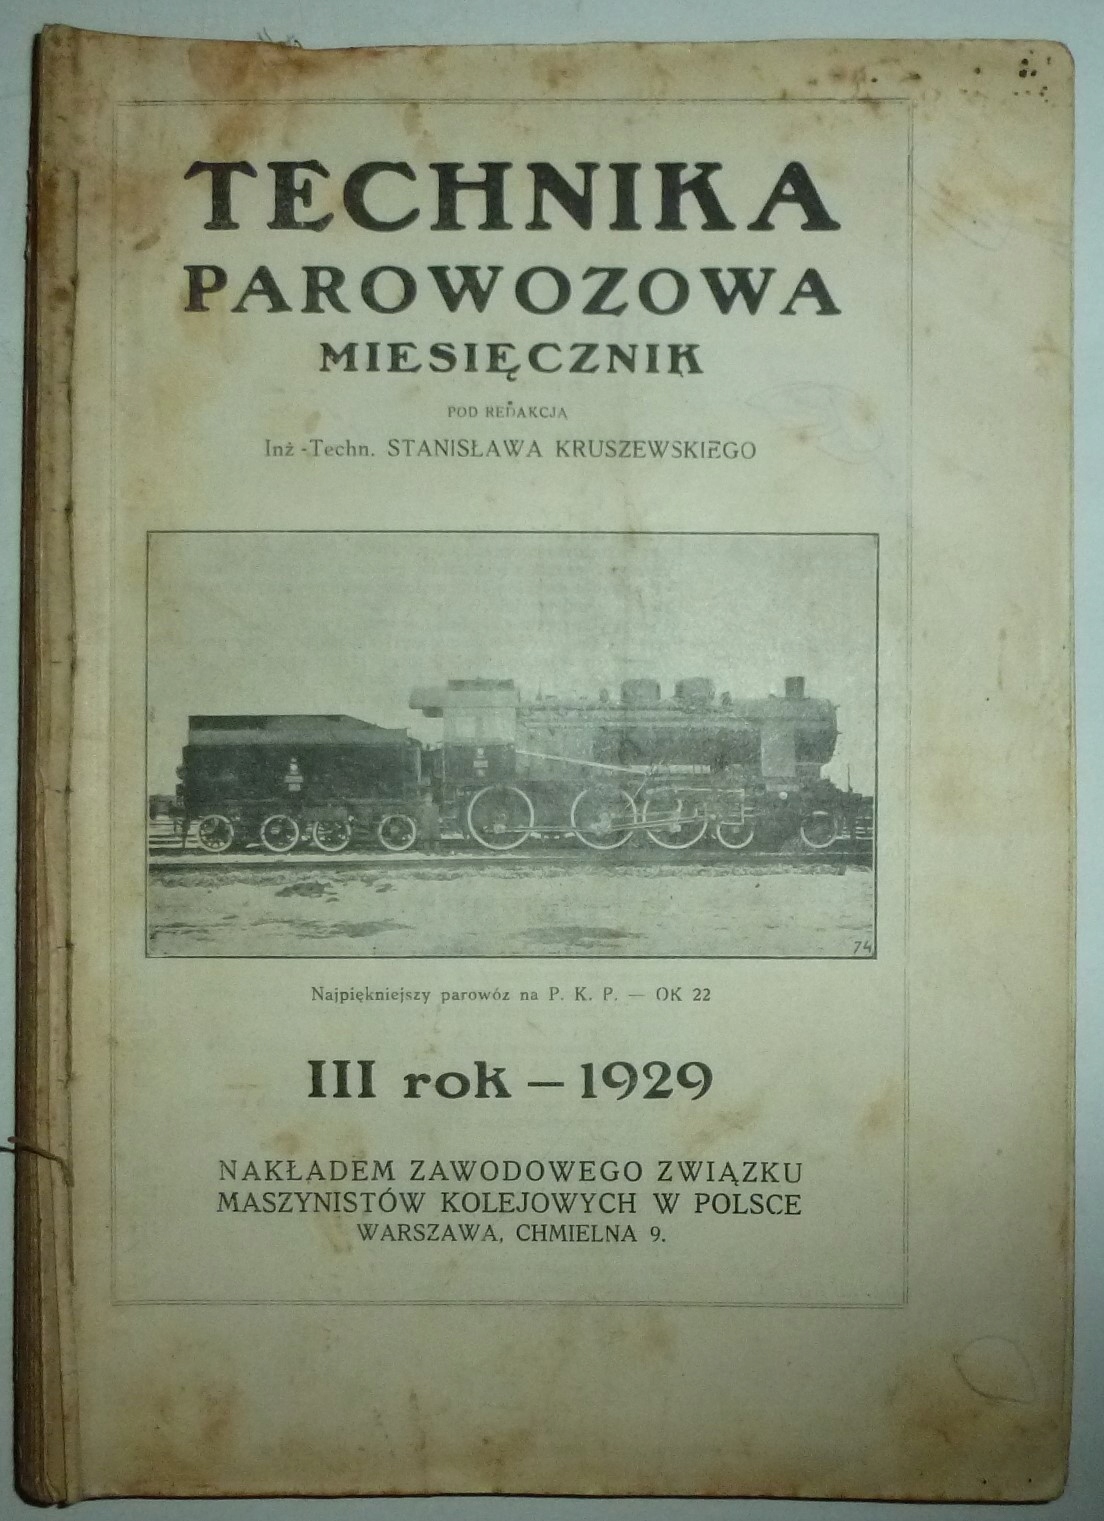 TECHNIKA
PAROWOZOWA
MIESIĘCZNIK
POD REDAKCJĄ
Inż-Techn. STANISŁAWA KRUSZEWSKIEGO
74
Najpiękniejszy parowóz na P. K. P. — OK 22
III rok — 1929
NAKŁADEM ZAWODOWEGO ZWIĄZKU
MASZYNISTÓW KOLEJOWYCH W POLSCE
WARSZAWA, CHMIELNA 9.